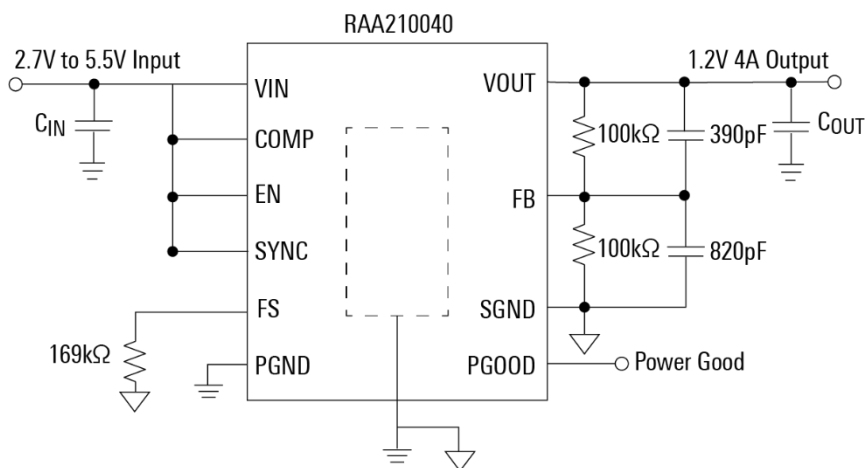 RAA210040
2.7V to 5.5V Input
1.2V 4A Output
VIN
VOUT
CIN
COMP
100kΩ
390pF
COUT
EN
FB
SYNC
100kΩ
820pF
FS
SGND
169kΩ
PGND
PGOOD
Power Good